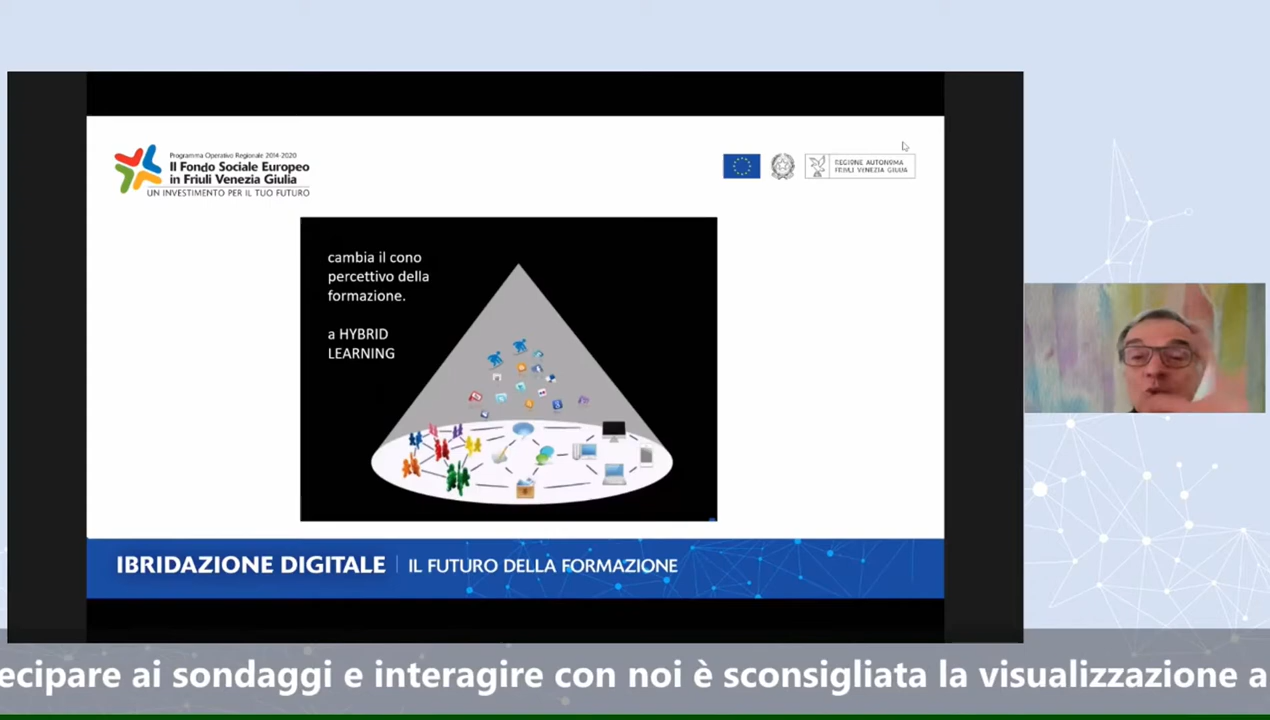 Programma Operativo Regionale 2014-2020
Il Fondo Sociale Europeo
in Friuli Venezia Giulia
UN INVESTIMENTO PER IL TUO FUTURO
REGIONE AUTONOMA
FRIULI VENEZIA GIULIA
cambia il cono
percettivo della
formazione.
a HYBRID
LEARNING
IBRIDAZIONE DIGITALE | IL FUTURO DELLA FORMAZIONE
ecipare ai sondaggi e interagire con noi è sconsigliata la visualizzazione a